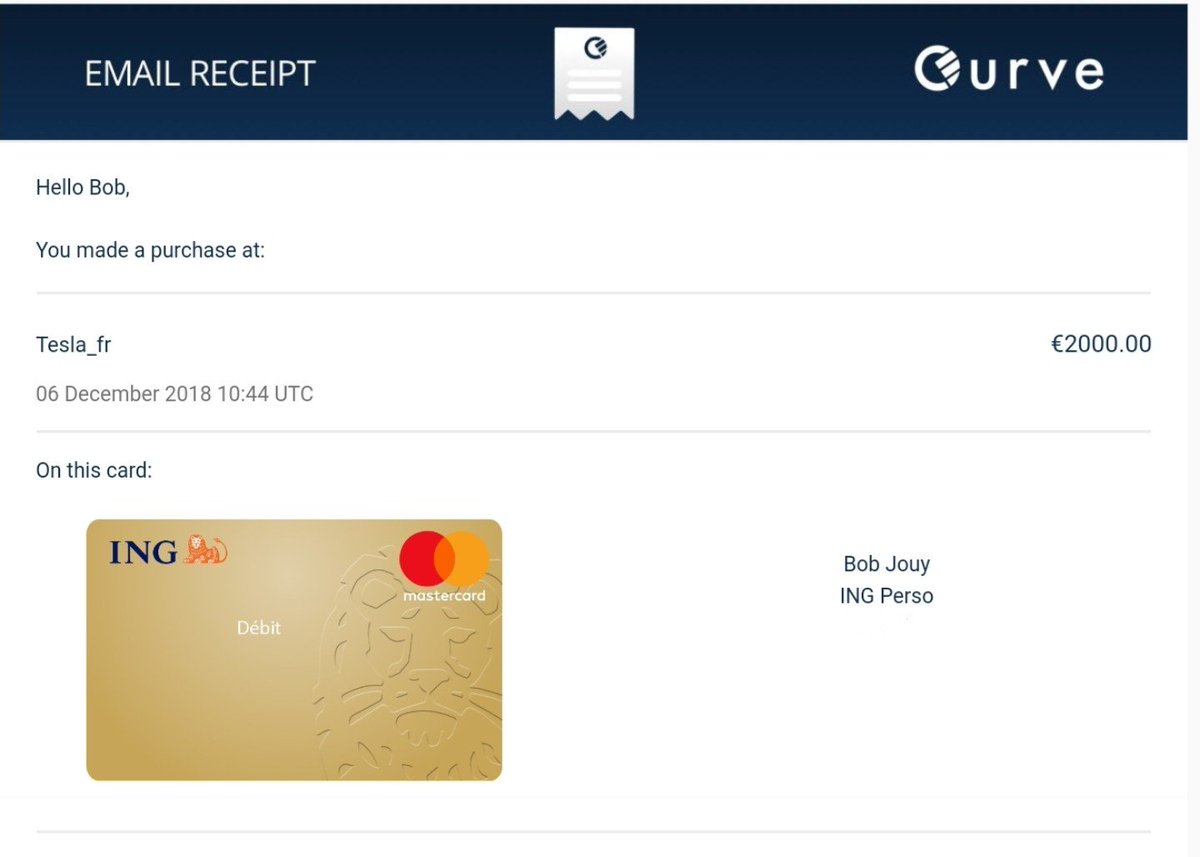 EMAIL RECEIPT
Curve
Hello Bob,
You made a purchase at:
Tesla_fr
€2000.00
06 December 2018 10:44 UTC
On this card:
ING
mastercard
Débit
Bob Jouy
ING Perso